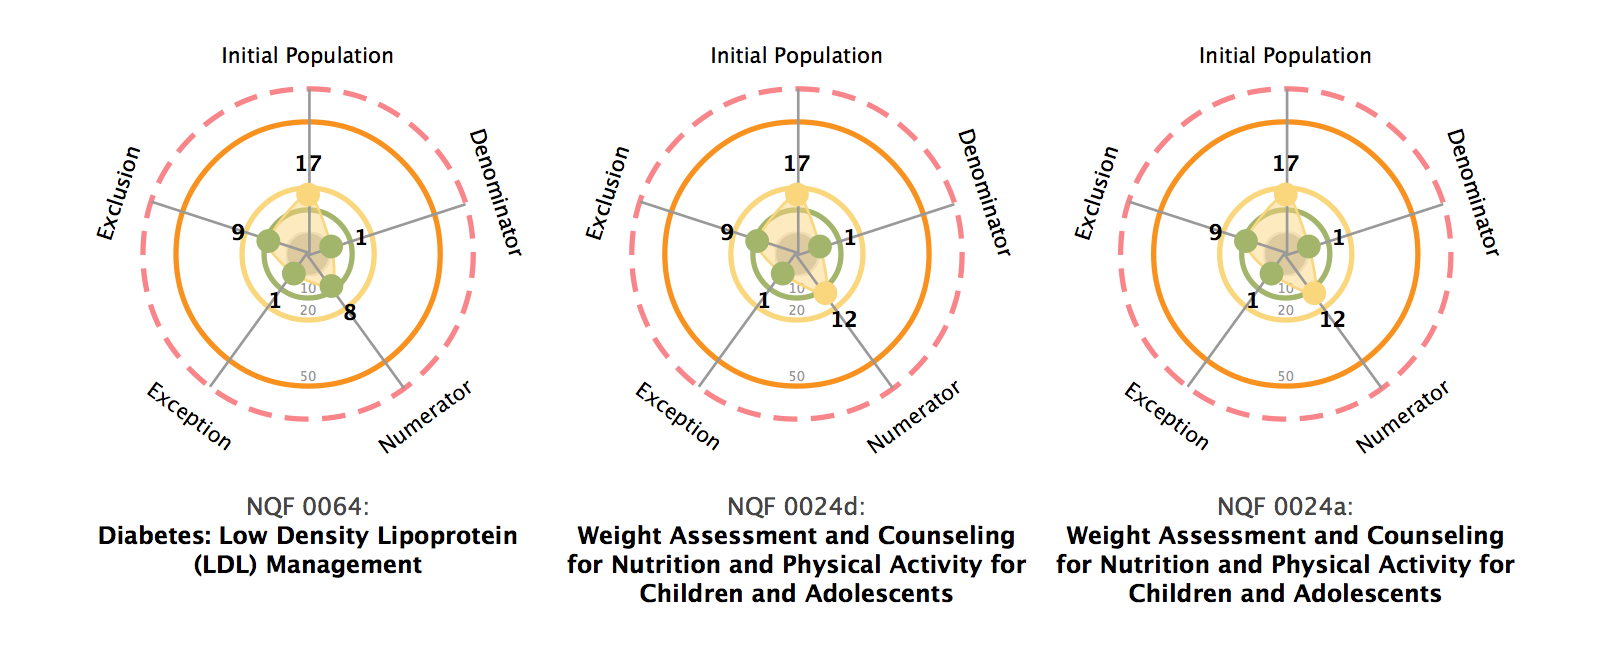 Initial Population
Denominator
Exclusion
17
9
1
10
20
1
8
50
Exception
Numerator
NQF 0064:
Diabetes: Low Density Lipoprotein
(LDL) Management
Initial Population
Denominator
Exclusion
17
9
1
10
20
1
12
50
Exception
Numerator
NQF 0024d:
Weight Assessment and Counseling
for Nutrition and Physical Activity for
Children and Adolescents
Initial Population
Denominator
Exclusion
17
9
1
10
20
1
12
50
Exception
Numerator
NQF 0024a:
Weight Assessment and Counseling
for Nutrition and Physical Activity for
Children and Adolescents